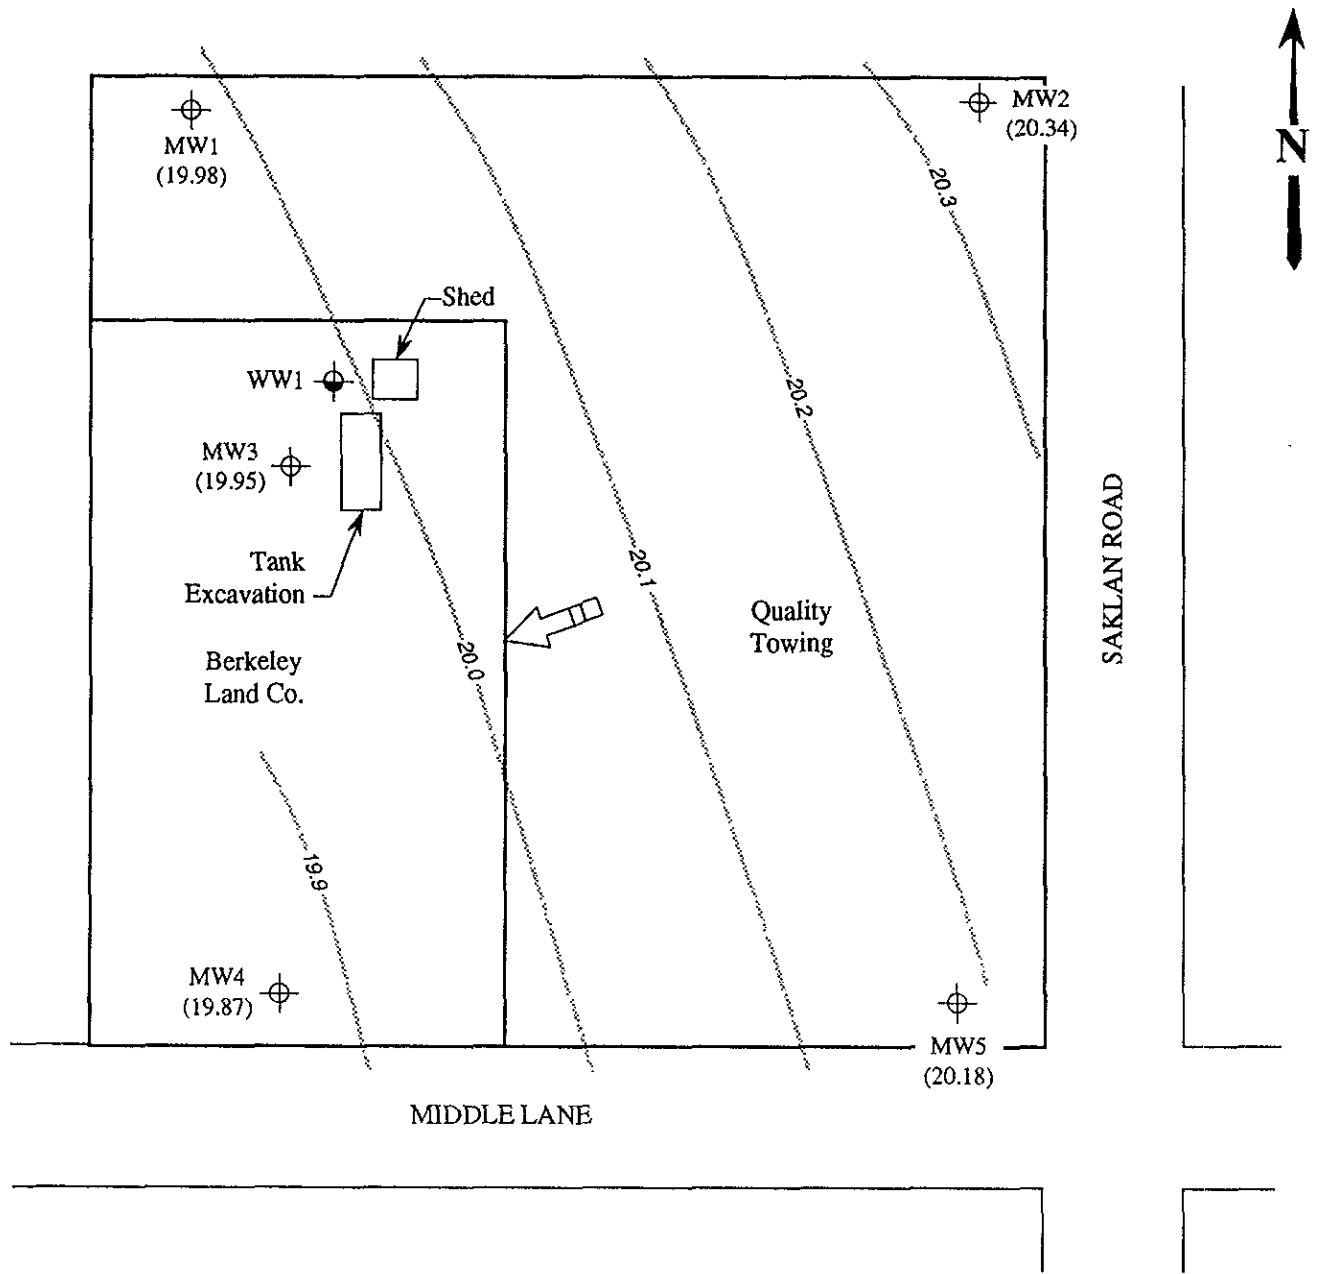 MW1
(19.98)
MW2
(20.34)
N
20.3
Shed
WW1
20.2
MW3
(19.95)
Tank
Excavation
20.1
Quality
Towing
SAKLAN ROAD
Berkeley
Land Co.
20.0
19.9
MW4
(19.87)
MW5
(20.18)
MIDDLE LANE